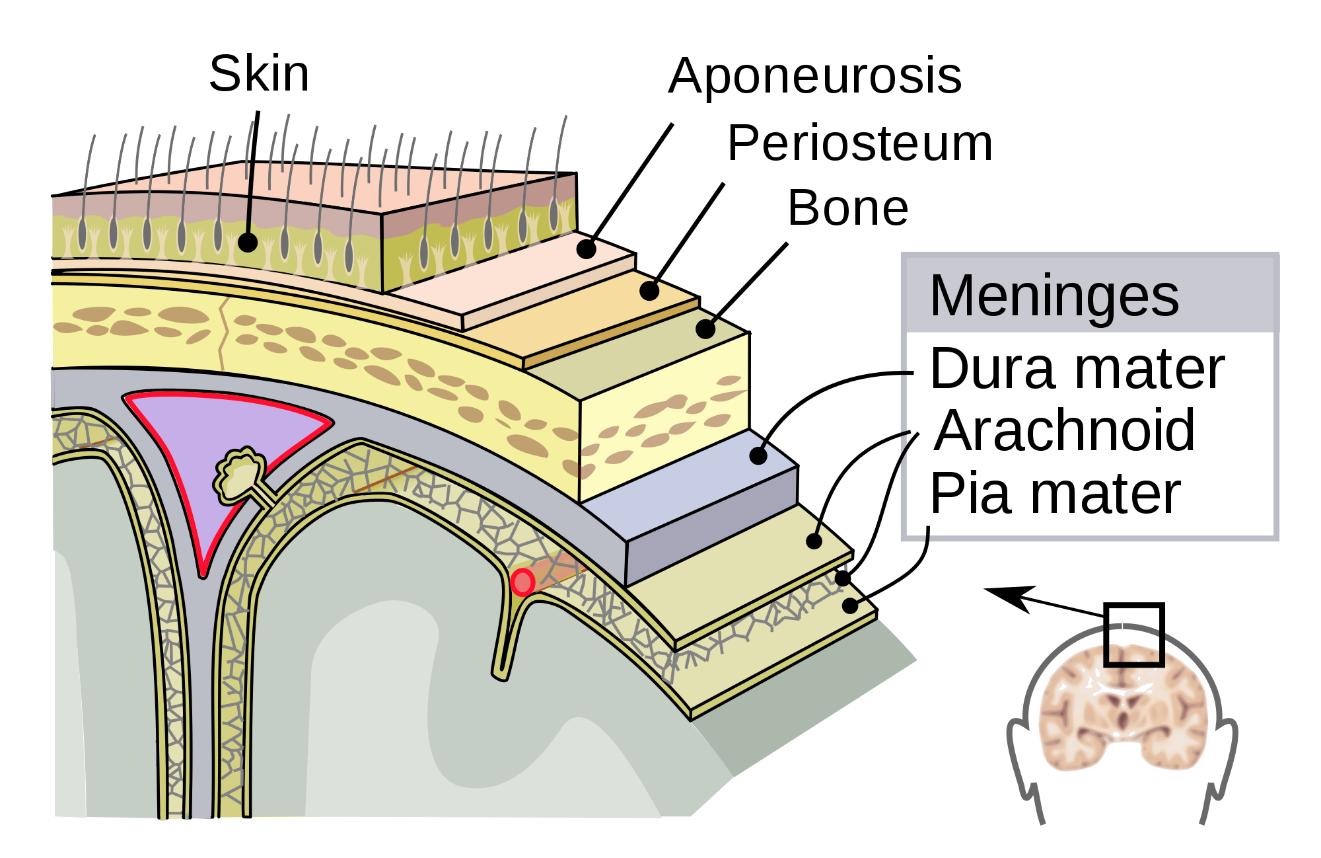 Skin
Aponeurosis
Periosteum
Bone
Meninges
Dura mater
Arachnoid
Pia mater